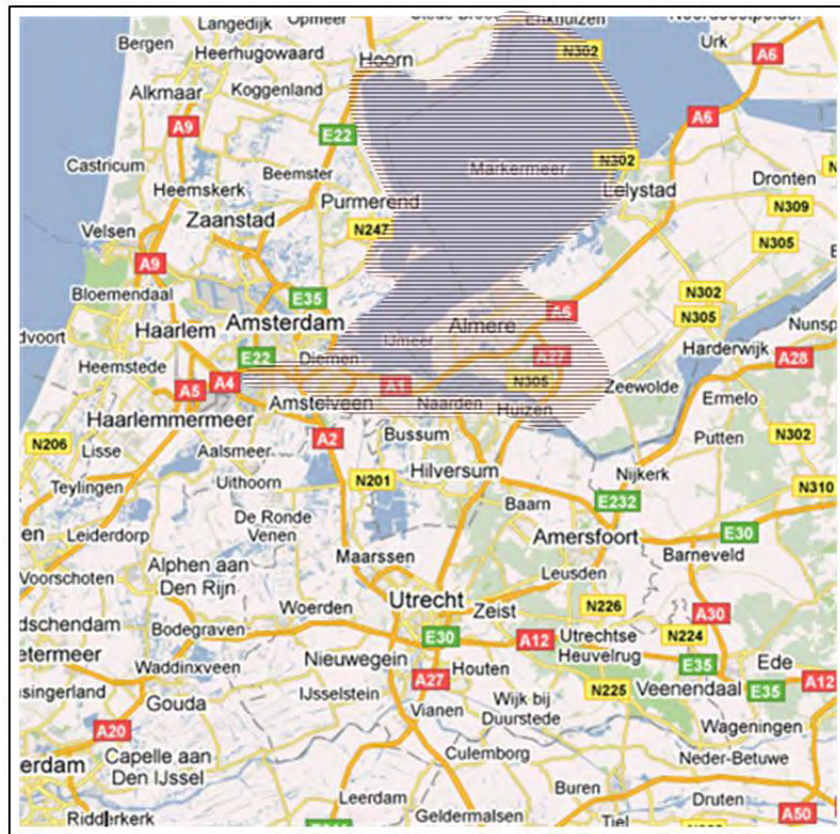 Langedijk
Opmeer
Enkhuizen
Bergen
Heerhugowaard
Hoorn
N302
Urk
A6
Koggenland
Alkmaar
A9
E22
A6
Castricum
Beemster
Markermeer
N302
Dronten
Heemskerk
Purmerend
Lelystad
N309
Zaanstad
Velsen
N247
N305
A9
Bloemendaal
E35
N302
A6
N305
Haarlem
Amsterdam
IJmeer
Almere
Nunsp
dvoort
E22
Diemen
A27
Harderwijk
A28
Heemstede
A4
A1
N305
Zeewolde
A5
Amstelveen
Naarden
Huizen
Ermelo
Haarlemmermeer
A2
Bussum
N302
N206
Lisse
Aalsmeer
Putten
Hilversum
Teylingen
Uithoorn
N201
Nijkerk
N310
E232
De Ronde
Venen
Baarn
en
Leiderdorp
Amersfoort
E30
Maarssen
Barneveld
Alphen aan
Den Rijn
Leusden
Voorschoten
Utrecht
Zeist
N226
A30
Woerden
dschendam
Bodegraven
E30
A12
Utrechtse
Heuvelrug
N224
etermeer
Waddinxveen
Nieuwegein
Houten
E35
Ede
A27
singerland
IJsselstein
N225
Veenendaal
E35
A12
Gouda
Vianen
Wijk bij
Duurstede
A20
Wageningen
Culemborg
erdam
Capelle aan
Den IJssel
Neder-Betuwe
Buren
Leerdam
Druten
Ridderkerk
Geldermalsen
Tiel
A50